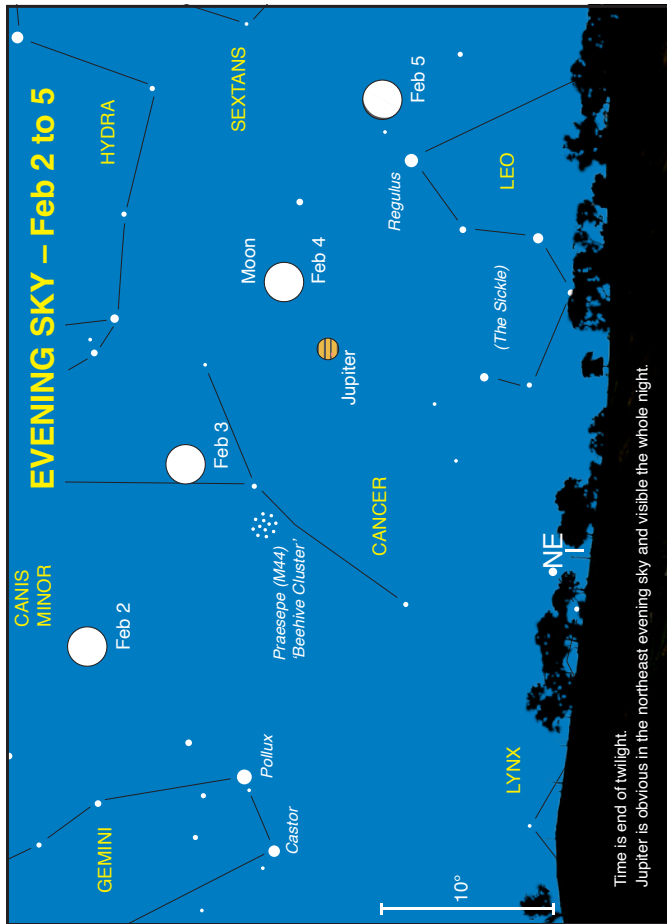 EVENING SKY – Feb 2 to 5
CANIS
MINOR
HYDRA
SEXTANS
GEMINI
Feb 2
Feb 3
Moon
Feb 4
Feb 5
Pollux
Castor
Praesepe (M44)
'Beehive Cluster'
CANCER
Jupiter
Regulus
LEO
(The Sickle)
LYNX
NE
10°
Time is end of twilight.
Jupiter is obvious in the northeast evening sky and visible the whole night.